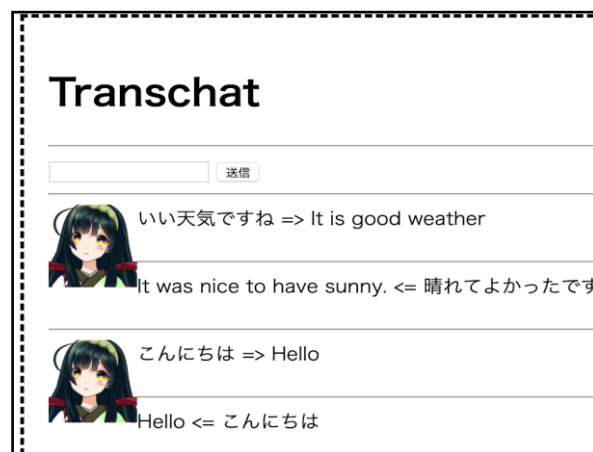 Transchat
送信
いい天気ですね => It is good weather
It was nice to have sunny. <= 晴れてよかったです
こんにちは => Hello
Hello <= こんにちは